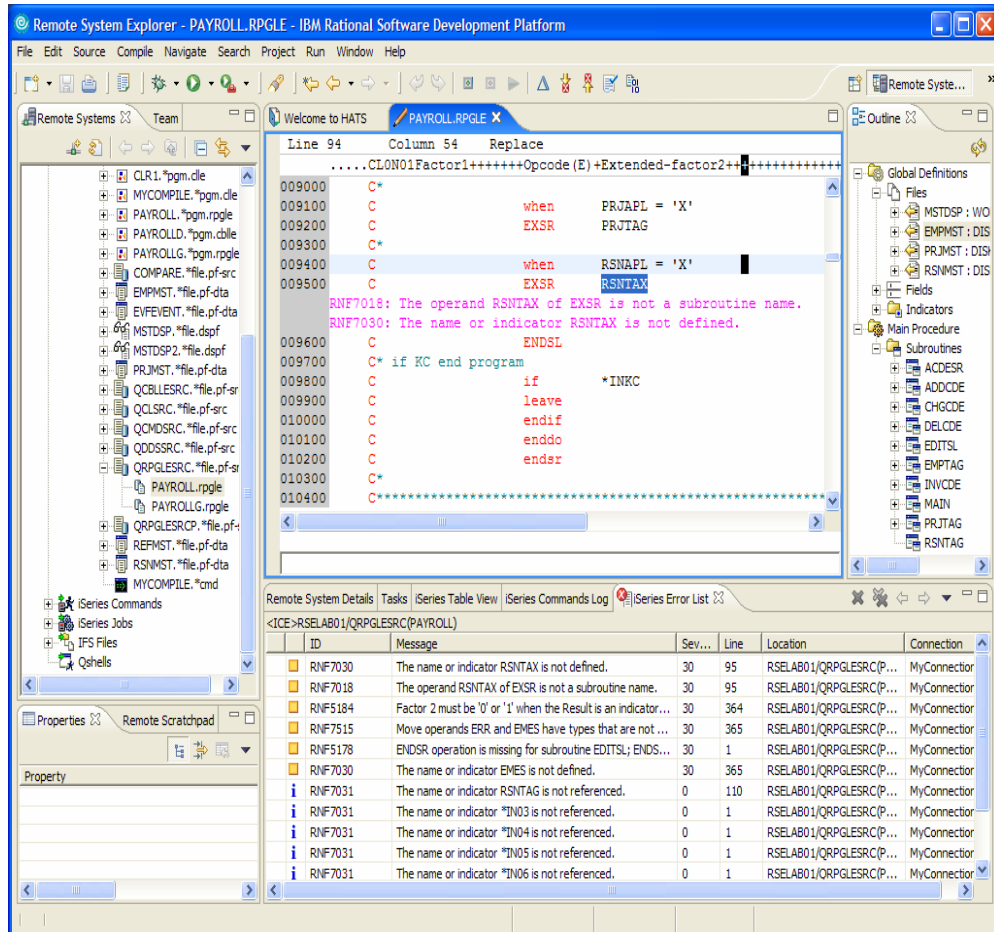 Remote System Explorer - PAYROLL.RPGLE - IBM Rational Software Development Platform
File Edit Source Compile Navigate Search Project Run Window Help
Remote Syste...
Remote Systems Team
CLR1.*pgm.cle
MYCOMPILE.*pgm.cle
PAYROLL.*pgm.rpgle
PAYROLLD.*pgm.cblle
PAYROLLG.*pgm.rpgle
COMPARE.*file.pf-src
EMPMST.*file.pf-dta
EVFEVENT.*file.pf-dta
MSTDSP.*file.dspf
MSTDSP2.*file.dspf
PRJMST.*file.pf-dta
QCBLLESRC.*file.pf-sr
QCLSRC.*file.pf-src
QCMDSRC.*file.pf-src
QDDSSRC.*file.pf-src
QRPGLESRC.*file.pf-sr
PAYROLL.rpgle
PAYROLLG.rpgle
QRPGLESRCP.*file.pf-s
REFMST.*file.pf-dta
RSNMST.*file.pf-dta
MYCOMPILE.*cmd
iSeries Commands
iSeries Jobs
IFS Files
Qshells
Welcome to HATS PAYROLL.RPGLE
Line 94 Column 54 Replace
.....CL0N01Factor1+++++++Opcode(E)+Extended-factor2+++++++++++++++
009000 C*
009100 C when PRJAPL = 'X'
009200 C EXSR PRJTAG
009300 C*
009400 C when RSNAPL = 'X'
009500 C EXSR RSNTAX
RNF7018: The operand RSNTAX of EXSR is not a subroutine name.
RNF7030: The name or indicator RSNTAX is not defined.
009600 C ENDSL
009700 C* if KC end program
009800 C if *INKC
009900 C leave
010000 C endif
010100 C enddo
010200 C endsr
010300 C*
010400 C**********************************************************
Outline
Global Definitions
Files
MSTDSP : WO
EMPMST : DIS
PRJMST : DISK
RSNMST : DIS
Fields
Indicators
Main Procedure
Subroutines
ACDESR
ADDCDE
CHGCDE
DELCDE
EDITSL
EMPTAG
INVCDE
MAIN
PRJTAG
RSNTAG
Properties Remote Scratchpad
Property
Remote System Details Tasks iSeries Table View iSeries Commands Log iSeries Error List
<ICE>RSELAB01/QRPGLESRC(PAYROLL)
ID Message Sev... Line Location Connection
RNF7030 The name or indicator RSNTAX is not defined. 30 95 RSELAB01/QRPGLESRC(P... MyConnection
RNF7018 The operand RSNTAX of EXSR is not a subroutine name. 30 95 RSELAB01/QRPGLESRC(P... MyConnection
RNF5184 Factor 2 must be '0' or '1' when the Result is an indicator... 30 364 RSELAB01/QRPGLESRC(P... MyConnection
RNF7515 Move operands ERR and EMES have types that are not ... 30 365 RSELAB01/QRPGLESRC(P... MyConnection
RNF5178 ENDSR operation is missing for subroutine EDITSL; ENDS... 30 1 RSELAB01/QRPGLESRC(P... MyConnection
RNF7030 The name or indicator EMES is not defined. 30 365 RSELAB01/QRPGLESRC(P... MyConnection
RNF7031 The name or indicator RSNTAG is not referenced. 0 110 RSELAB01/QRPGLESRC(P... MyConnection
RNF7031 The name or indicator *IN03 is not referenced. 0 1 RSELAB01/QRPGLESRC(P... MyConnection
RNF7031 The name or indicator *IN04 is not referenced. 0 1 RSELAB01/QRPGLESRC(P... MyConnection
RNF7031 The name or indicator *IN05 is not referenced. 0 1 RSELAB01/QRPGLESRC(P... MyConnection
RNF7031 The name or indicator *IN06 is not referenced. 0 1 RSELAB01/QRPGLESRC(P... MyConnection